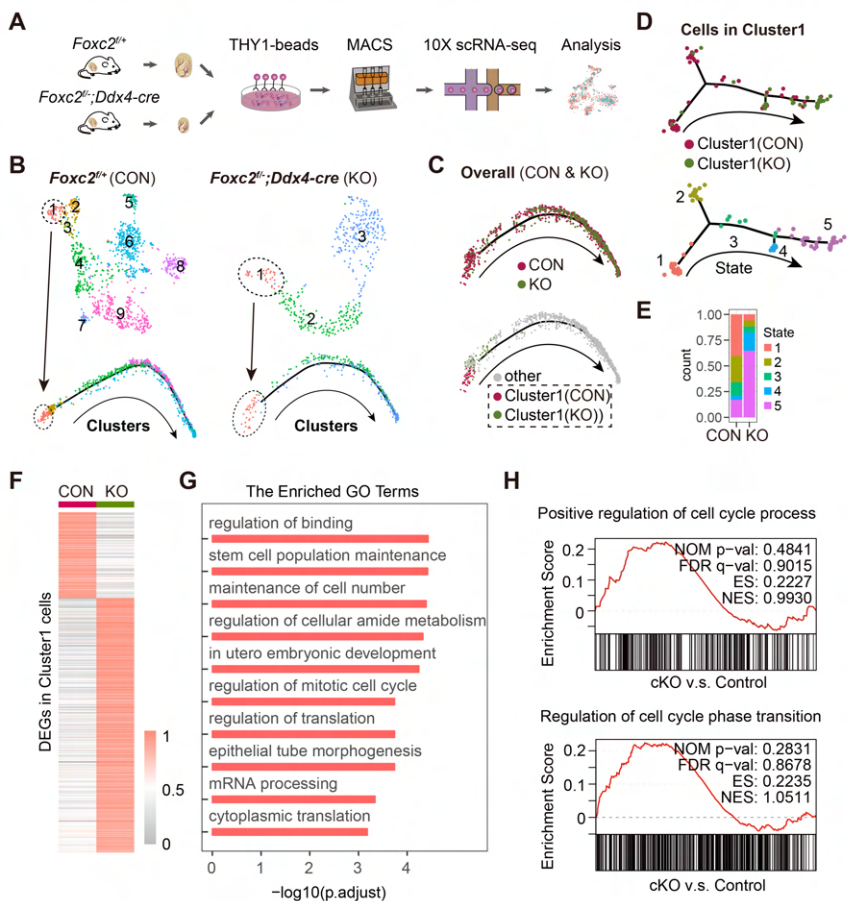 A
Foxc2f/+
Foxc2f/-;Ddx4-cre
THY1-beads
MACS
10X scRNA-seq
Analysis
B
Foxc2f/+ (CON)
Foxc2f/-;Ddx4-cre (KO)
1
2
3
4
5
6
7
8
9
Clusters
1
2
3
Clusters
C
Overall (CON & KO)
CON
KO
other
Cluster1(CON)
Cluster1(KO))
D
Cells in Cluster1
Cluster1(CON)
Cluster1(KO)
1
2
3
4
5
State
E
count
1.00
0.75
0.50
0.25
0.00
CON KO
State
1
2
3
4
5
F
CON KO
DEGs in Cluster1 cells
1
0.5
0
G
The Enriched GO Terms
regulation of binding
stem cell population maintenance
maintenance of cell number
regulation of cellular amide metabolism
in utero embryonic development
regulation of mitotic cell cycle
regulation of translation
epithelial tube morphogenesis
mRNA processing
cytoplasmic translation
0 1 2 3 4
−log10(p.adjust)
H
Positive regulation of cell cycle process
Enrichment Score
0.2
0.1
0
NOM p-val: 0.4841
FDR q-val: 0.9015
ES: 0.2227
NES: 0.9930
cKO v.s. Control
Regulation of cell cycle phase transition
Enrichment Score
0.2
0.1
0
NOM p-val: 0.2831
FDR q-val: 0.8678
ES: 0.2235
NES: 1.0511
cKO v.s. Control